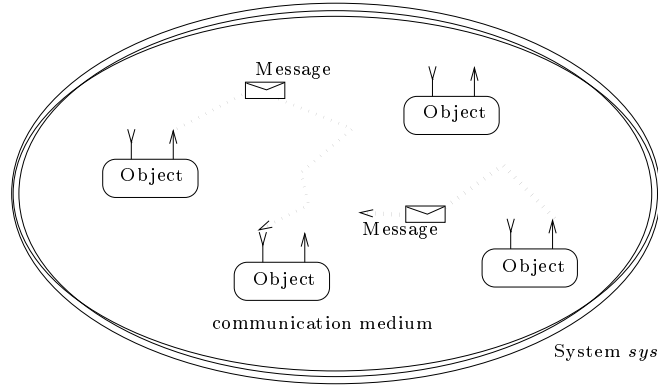 Message
Object
Object
Message
Object
Object
communication medium
System sys